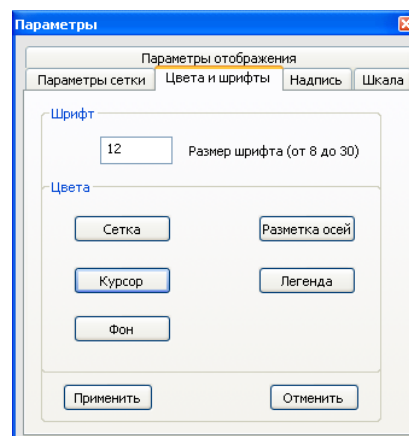 Параметры
Параметры отображения
Параметры сетки Цвета и шрифты Надпись Шкала
Шрифт
12 Размер шрифта (от 8 до 30)
Цвета
Сетка Разметка осей
Курсор Легенда
Фон
Применить Отменить